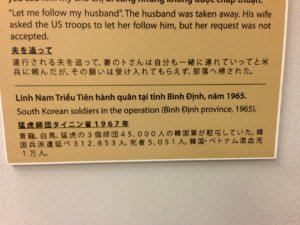 "Let me follow my husband". The husband was taken away. His wife
asked the US troops to let her follow him, but her request was not
accepted.
夫を追って
連行される夫を追って、妻のトさんは自分も一緒に連れていってと米
兵に頼んだが、その願いは受け入れてもらえず、部落へ帰された。
Lính Nam Triều Tiên hành quân tại tỉnh Bình Định, năm 1965.
South Korean soldiers in the operation (Bình Định province, 1965).
猛虎師団タイニン省1967年
青龍、白馬、猛虎の3個師団45,000人の韓国軍が駐屯していた。韓
国兵派遣延べ312,853人、死者5,051人。韓国・ベトナム混血児
1万人。